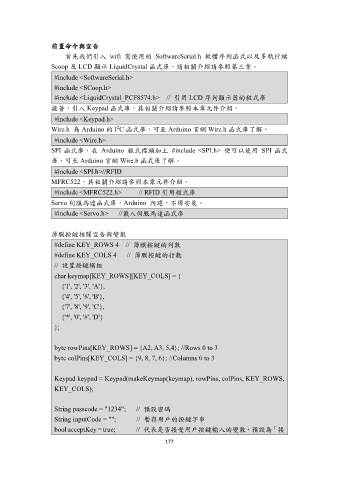 前置命令與宣告
首先我們引入 wifi 需使用的 SoftwareSerial.h 軟體序列函式以及多執行緒
Scoop 及 LCD 顯示 LiquidCrystal 函式庫，請相關介紹請參照第三章。
#include <SoftwareSerial.h>
#include <SCoop.h>
#include <LiquidCrystal_PCF8574.h> // 引用 LCD 序列顯示器的程式庫
接著，引入 Keypad 函式庫，其相關介紹請參照本章元件介紹。
#include <Keypad.h>
Wire.h 為 Arduino 的 I²C 函式庫，可至 Arduino 官網 Wire.h 函式庫了解。
#include <Wire.h>
SPI 函式庫，在 Arduino 程式檔頭加上 #include <SPI.h> 便可以使用 SPI 函式
庫，可至 Arduino 官網 Wire.h 函式庫了解。
#include <SPI.h>//RFID
MFRC522，其相關介紹請參照本章元件介紹。
#include <MFRC522.h> // RFID 引用程式庫
Servo 伺服馬達函式庫，Arduino 內建，不用安裝。
#include <Servo.h> //載入伺服馬達函式庫
薄膜按鍵相關宣告與變數
#define KEY_ROWS 4 // 薄膜按鍵的列數
#define KEY_COLS 4 // 薄膜按鍵的行數
// 設置按鍵模組
char keymap[KEY_ROWS][KEY_COLS] = {
{'1', '2', '3', 'A'},
{'4', '5', '6', 'B'},
{'7', '8', '9', 'C'},
{'*', '0', '#', 'D'}
};
byte rowPins[KEY_ROWS] = {A2, A3, 5,4}; //Rows 0 to 3
byte colPins[KEY_COLS] = {9, 8, 7, 6}; //Columns 0 to 3
Keypad keypad = Keypad(makeKeymap(keymap), rowPins, colPins, KEY_ROWS,
KEY_COLS);
String passcode = "1234"; // 預設密碼
String inputCode = ""; // 暫存用戶的按鍵字串
bool acceptKey = true; // 代表是否接受用戶按鍵輸入的變數，預設為「接
177